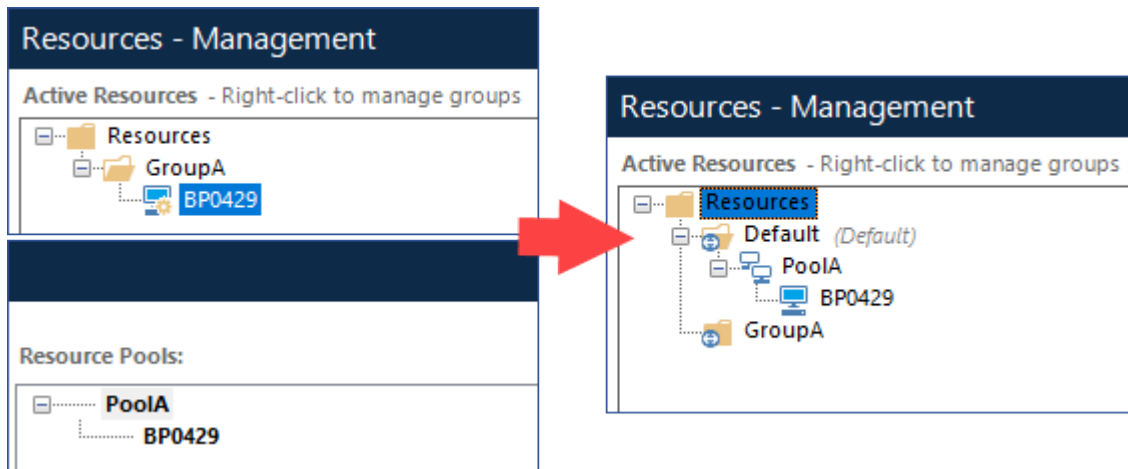 Resources - Management
Active Resources - Right-click to manage groups
Resources
GroupA
BP0429
Resource Pools:
PoolA
BP0429
Resources - Management
Active Resources - Right-click to manage groups
Resources
Default (Default)
PoolA
BP0429
GroupA